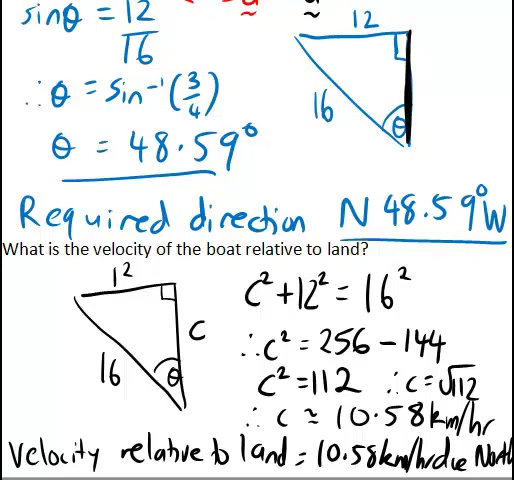 sinθ = 12/16
12
∴ θ = sin⁻¹(3/4)
16
θ
θ = 48.59°
Required direction N 48.59°W
What is the velocity of the boat relative to land?
12
c² + 12² = 16²
c
∴ c² = 256 - 144
16
θ
c² = 112 ∴ c = √112
∴ c ≈ 10.58 km/hr
Velocity relative to land = 10.58km/hr due North